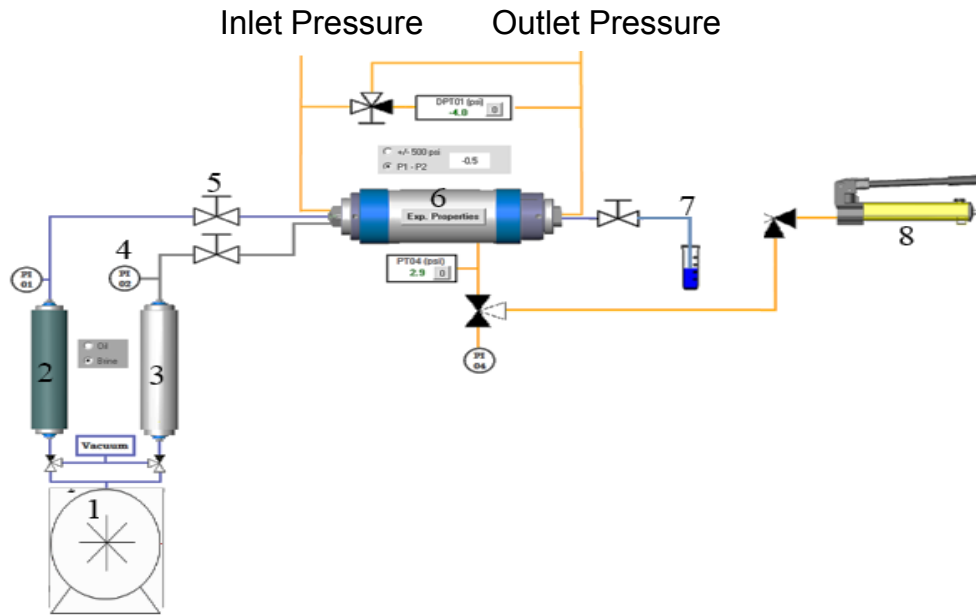 Inlet Pressure
Outlet Pressure
DPT01 (psi)
-4.0 0
+/- 500 psi
P1 - P2
-0.5
5
6
Exp. Properties
7
8
4
PI
01
PI
02
PT04 (psi)
2.9 0
PI
04
2
Oil
Brine
3
Vacuum
1